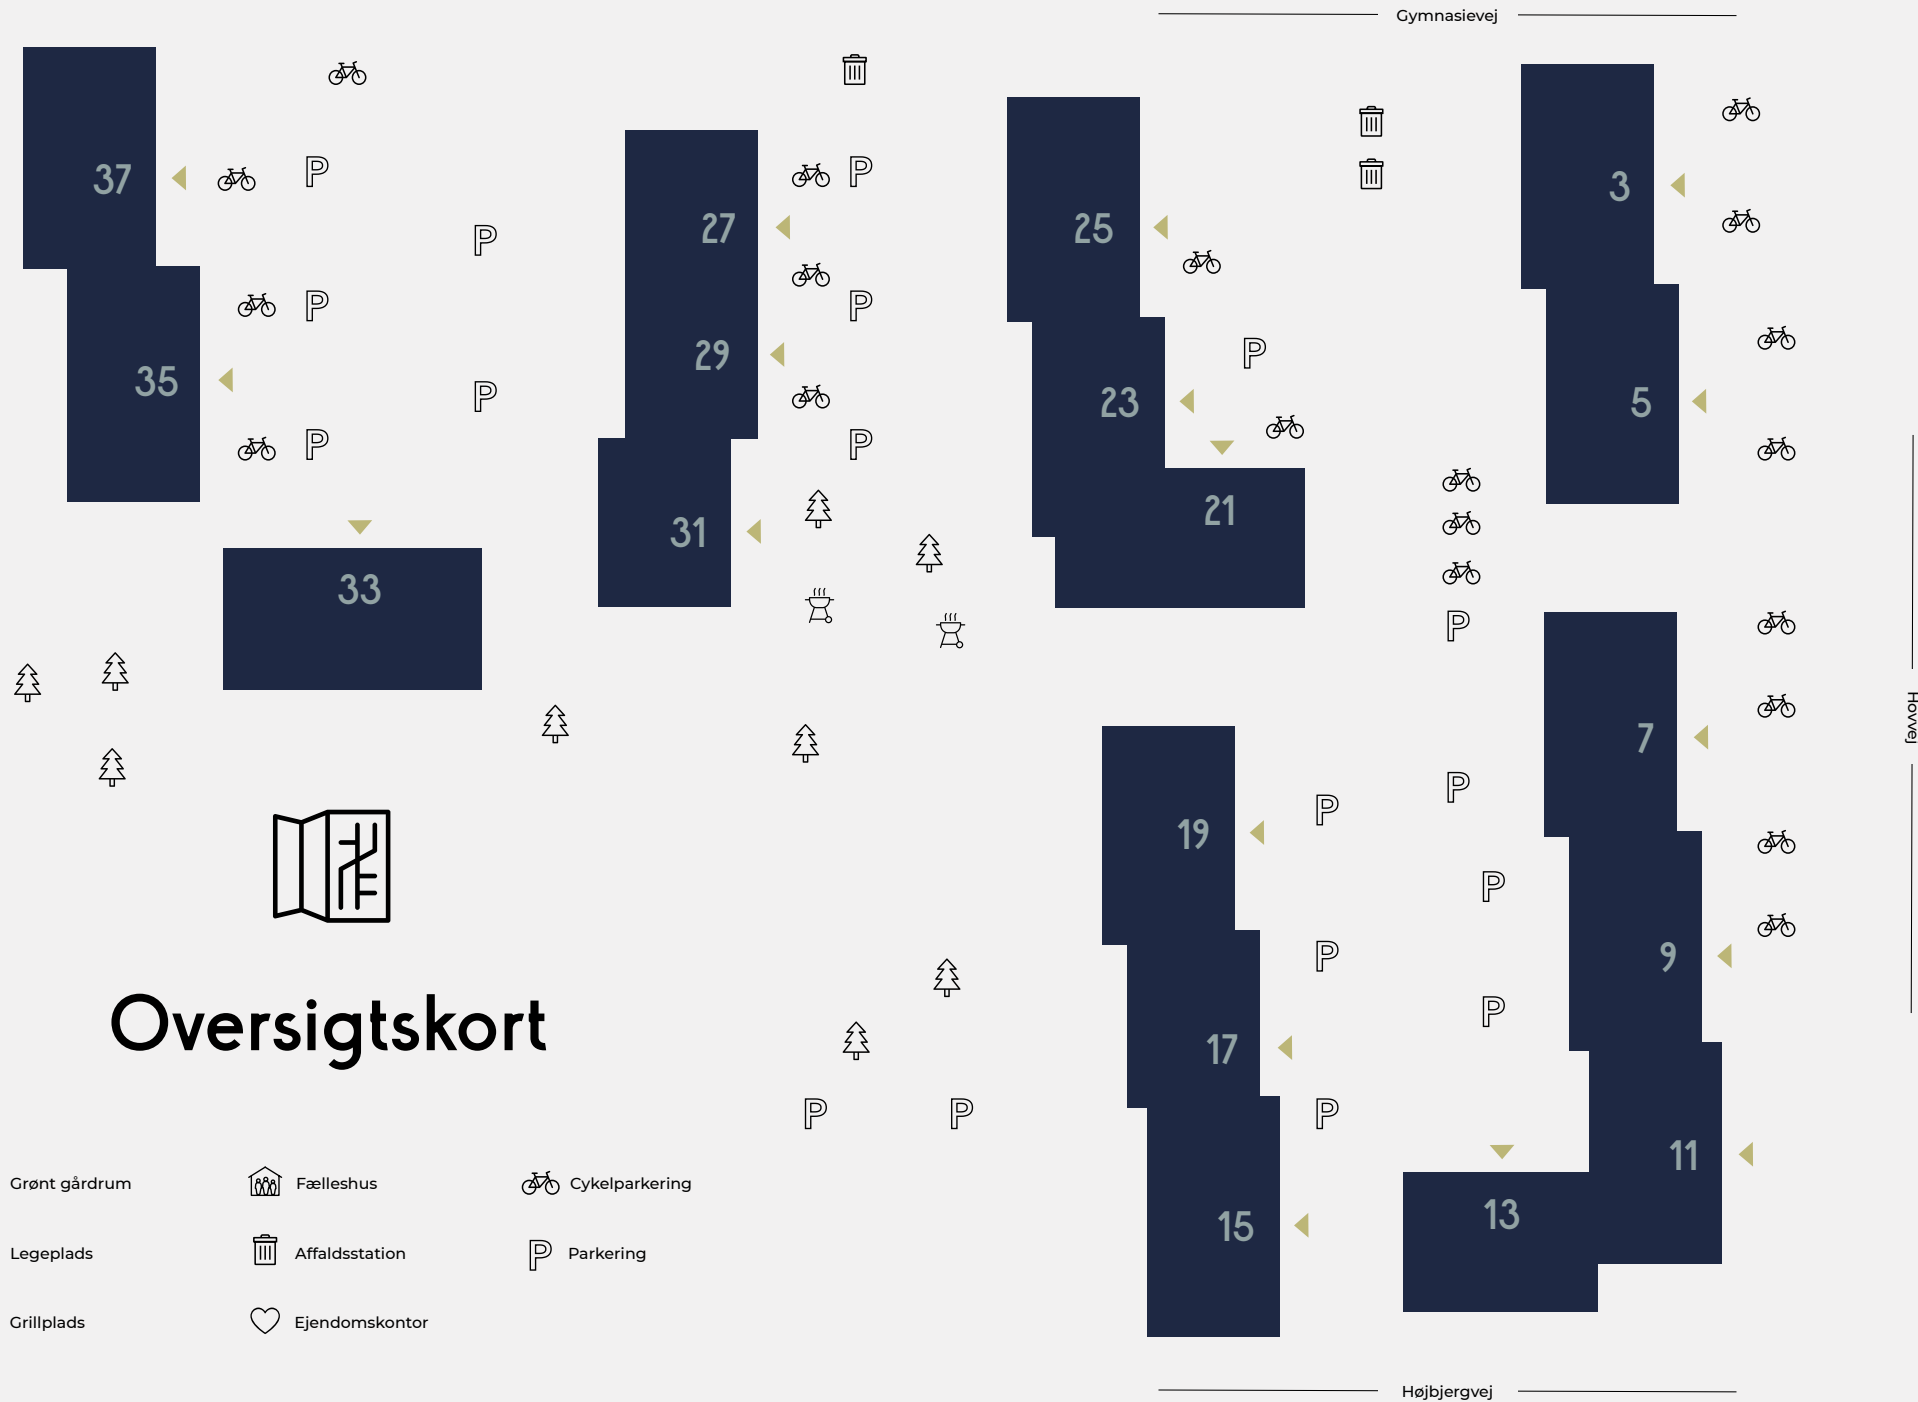 Gymnasievej
37
P
27
P
25
3
P
29
P
35
P
P
P
P
P
23
5
31
21
33
P
Hovvej
7
19
P
P
P
9
P
P
17
P
P
P
11
15
13
Oversigtskort
Grønt gårdrum
Fælleshus
Cykelparkering
Legeplads
Affaldsstation
P Parkering
Grillplads
Ejendomskontor
Højbjergvej